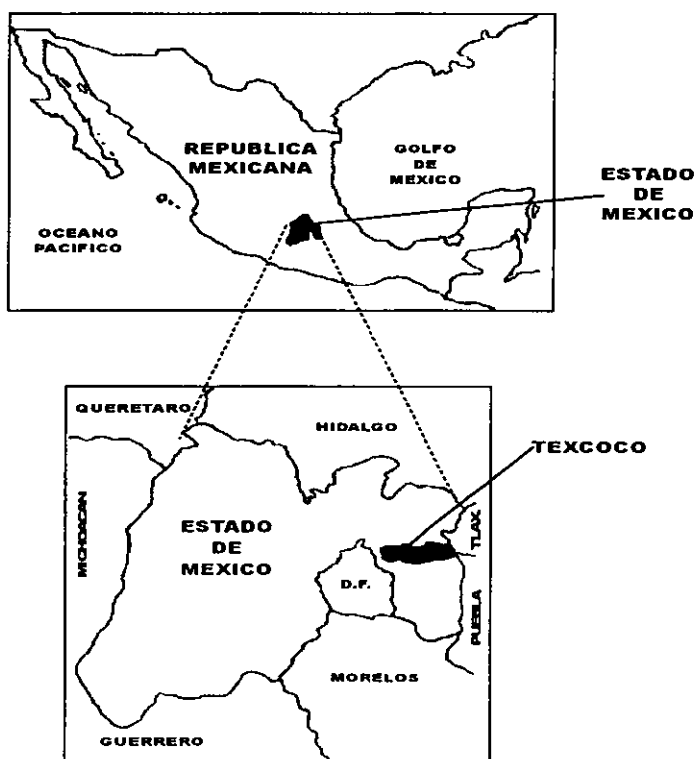 REPUBLICA
MEXICANA
GOLFO
DE
MEXICO
ESTADO
DE
MEXICO
OCEANO
PACIFICO
QUERETARO
HIDALGO
TEXCOCO
MICHOACAN
ESTADO
DE
MEXICO
TLAX.
D.F.
PUEBLA
MORELOS
GUERRERO